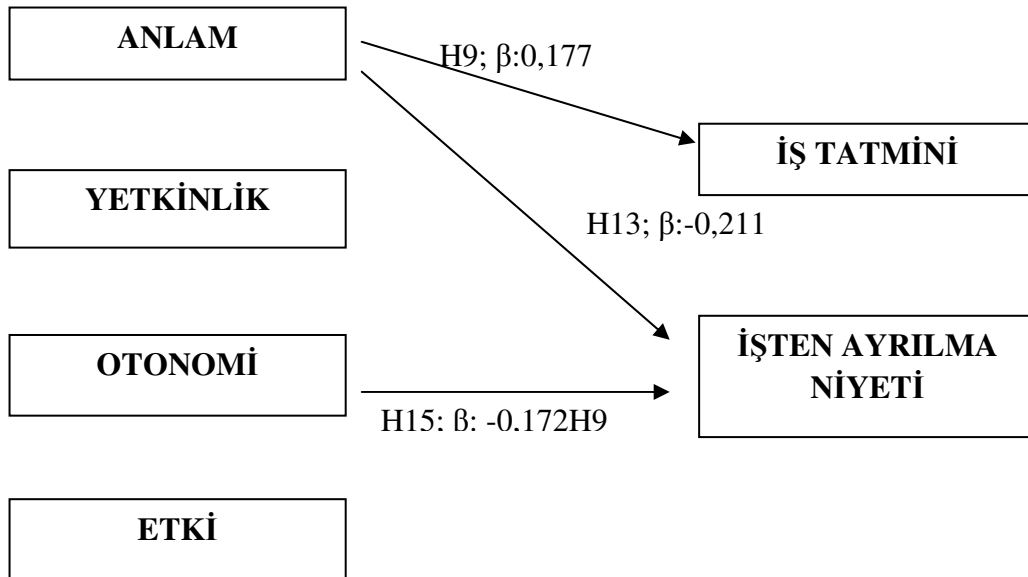 ANLAM
H9; β:0,177
İŞ TATMİNİ
YETKİNLİK
H13; β:-0,211
OTONOMİ
İŞTEN AYRILMA
NİYETİ
H15; β: -0,172H9
ETKİ